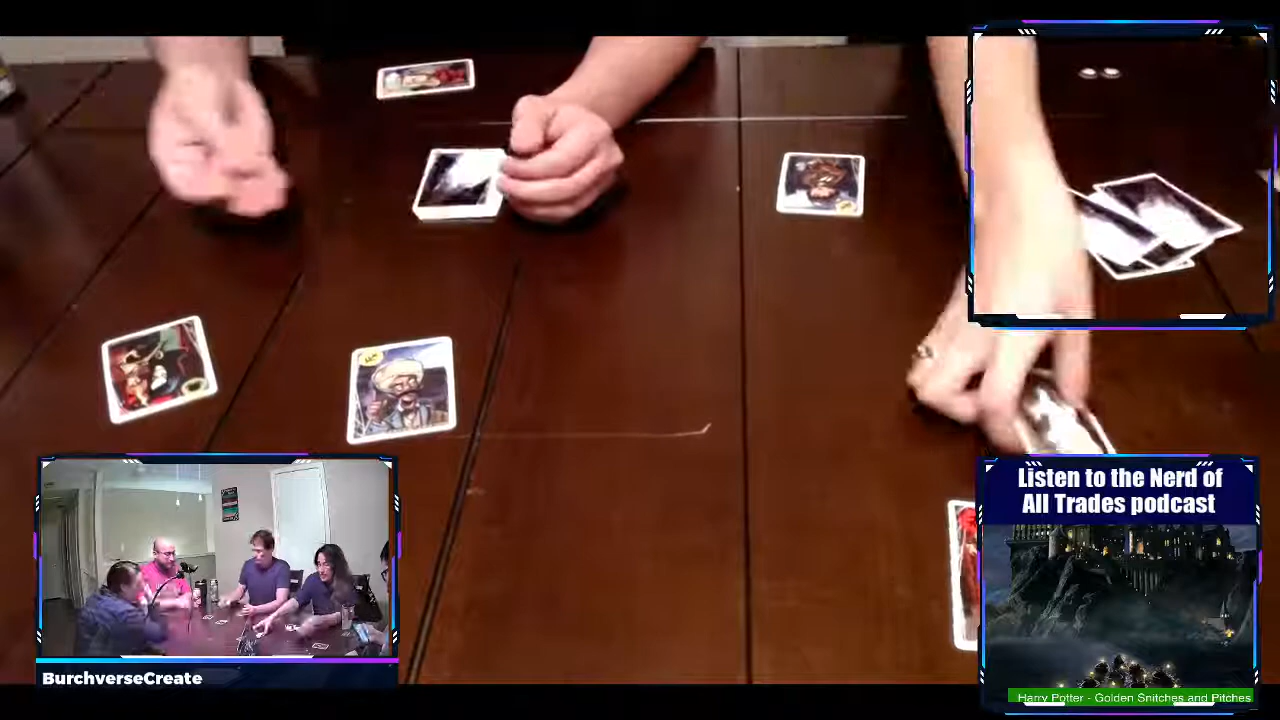 Listen to the Nerd of
All Trades podcast
BurchverseCreate
Harry Potter - Golden Snitches and Pitches